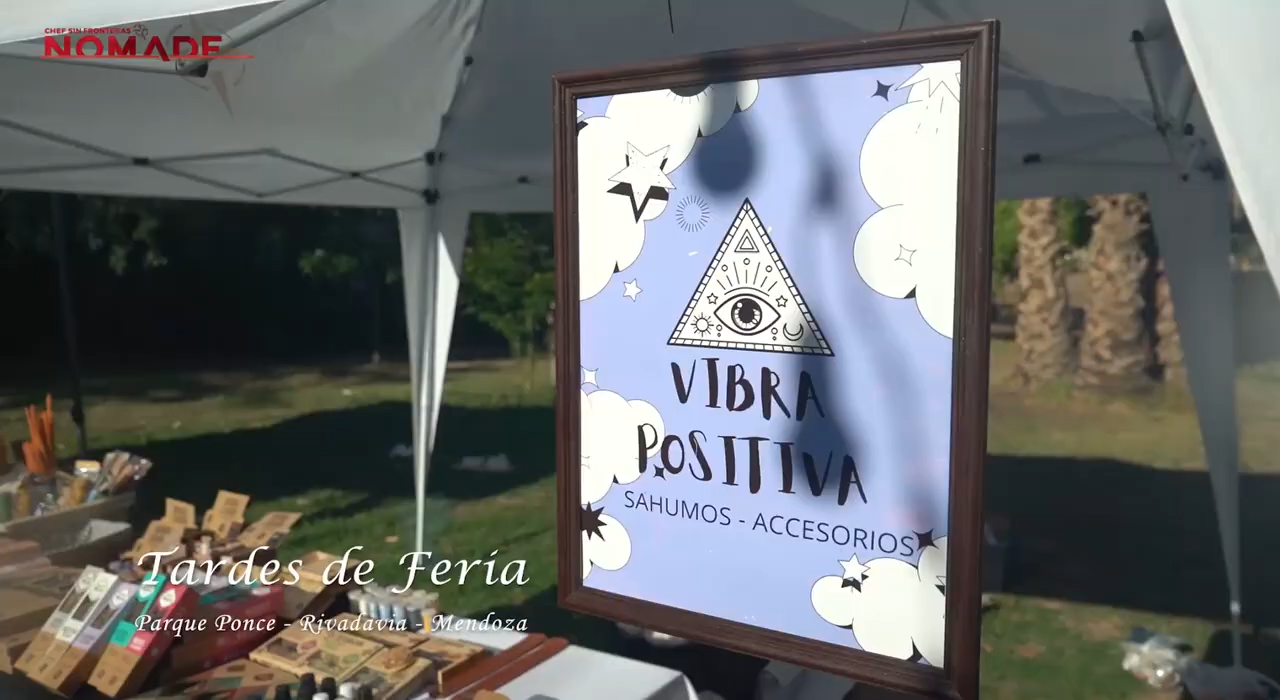 CHEF SIN FRONTERAS
NOMADE
VIBRA
POSITIVA
SAHUMOS - ACCESORIOS
Tardes de Feria
Parque Ponce - Rivadavia - Mendoza